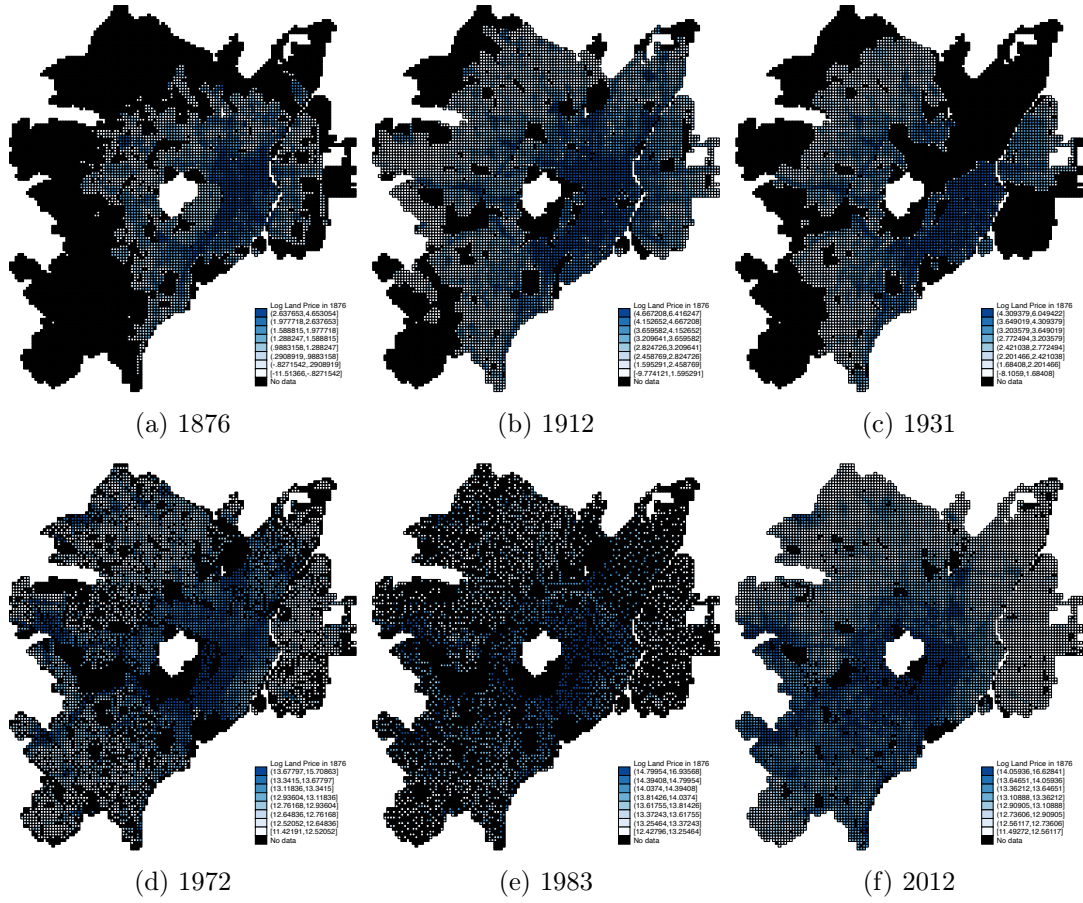 Log Land Price in 1876
(2.637653,4.653054]
(1.977718,2.637653]
(1.588815,1.977718]
(1.288247,1.588815]
(.9883158,1.288247]
(.2908919,.9883158]
(-.8271542,.2908919]
[-11.51366,-.8271542]
No data
(a) 1876
Log Land Price in 1876
(4.667208,6.416247]
(4.152652,4.667208]
(3.659582,4.152652]
(3.209641,3.659582]
(2.824726,3.209641]
(2.458769,2.824726]
(1.595291,2.458769]
[-9.774121,1.595291]
No data
(b) 1912
Log Land Price in 1876
(4.309379,6.049422]
(3.649019,4.309379]
(3.203579,3.649019]
(2.772494,3.203579]
(2.421038,2.772494]
(2.201466,2.421038]
(1.68408,2.201466]
[-8.1059,1.68408]
No data
(c) 1931
Log Land Price in 1876
(13.67797,15.70863]
(13.3415,13.67797]
(13.11836,13.3415]
(12.93604,13.11836]
(12.76168,12.93604]
(12.64836,12.76168]
(12.52052,12.64836]
[11.42191,12.52052]
No data
(d) 1972
Log Land Price in 1876
(14.79954,16.93568]
(14.39408,14.79954]
(14.0374,14.39408]
(13.81426,14.0374]
(13.61755,13.81426]
(13.37243,13.61755]
(13.25464,13.37243]
[12.42796,13.25464]
No data
(e) 1983
Log Land Price in 1876
(14.05936,16.62841]
(13.64651,14.05936]
(13.36212,13.64651]
(13.10888,13.36212]
(12.90905,13.10888]
(12.73606,12.90905]
(12.56117,12.73606]
[11.49272,12.56117]
No data
(f) 2012